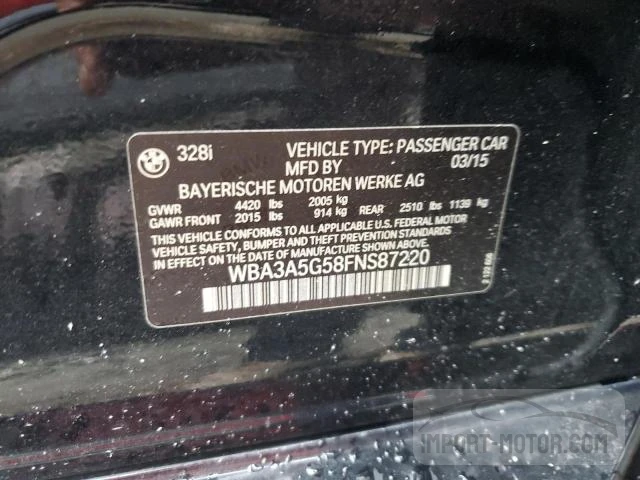 328i VEHICLE TYPE: PASSENGER CAR
MFD BY 03/15
BAYERISCHE MOTOREN WERKE AG
GVWR 4420 lbs 2005 kg
GAWR FRONT 2015 lbs 914 kg REAR 2510 lbs 1139 kg
THIS VEHICLE CONFORMS TO ALL APPLICABLE U.S. FEDERAL MOTOR
VEHICLE SAFETY, BUMPER AND THEFT PREVENTION STANDARDS
IN EFFECT ON THE DATE OF MANUFACTURE SHOWN ABOVE.
WBA3A5G58FNS87220
IMPORT-MOTOR.COM